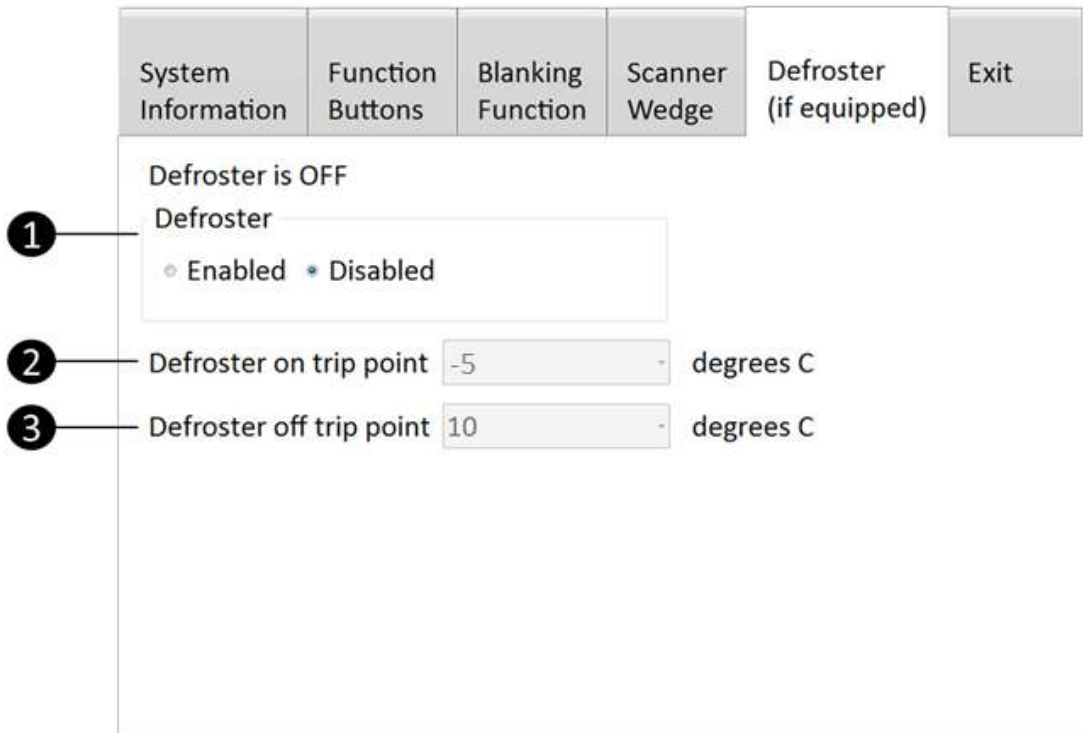 System Information
Function Buttons
Blanking Function
Scanner Wedge
Defroster (if equipped)
Exit
Defroster is OFF
1
Defroster
Enabled Disabled
2 Defroster on trip point -5 degrees C
3 Defroster off trip point 10 degrees C